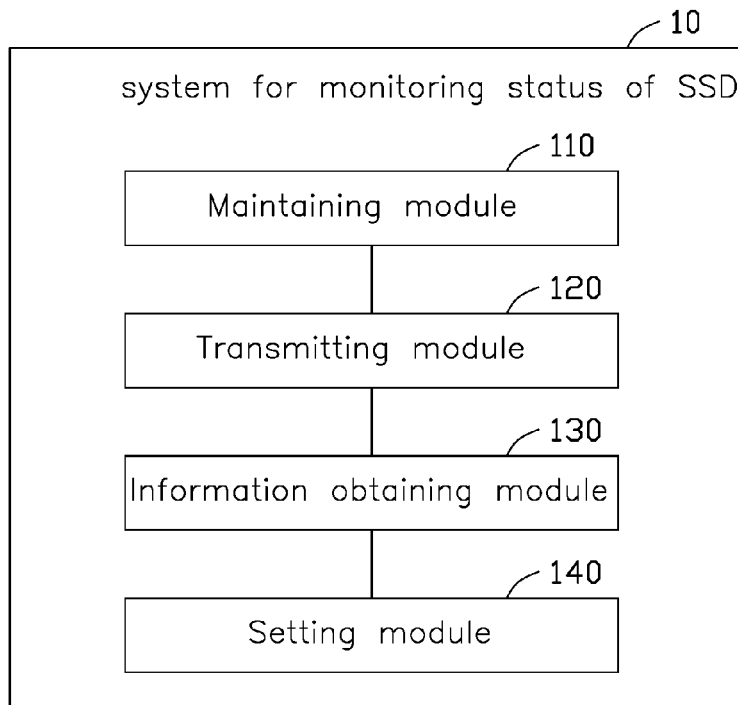 10
system for monitoring status of SSD
110
Maintaining module
120
Transmitting module
130
Information obtaining module
140
Setting module